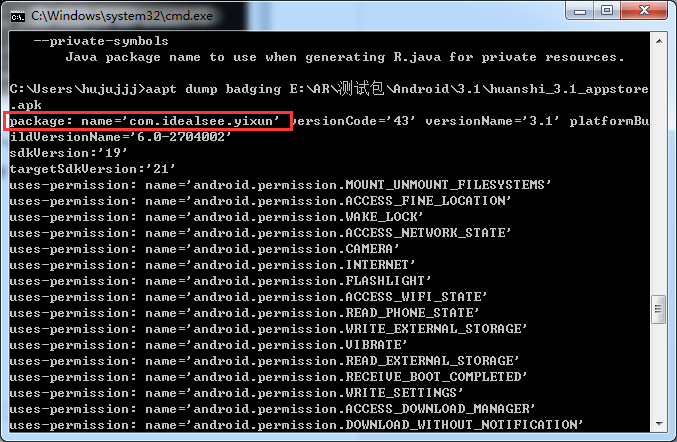 C:\Windows\system32\cmd.exe
--private-symbols
Java package name to use when generating R.java for private resources.
C:\Users\hujujjj>aapt dump badging E:\AR\测试包\Android\3.1\huanshi_3.1_appstore
.apk
package: name='com.idealsee.yixun' versionCode='43' versionName='3.1' platformBu
ildVersionName='6.0-2704002'
sdkVersion:'19'
targetSdkVersion:'21'
uses-permission: name='android.permission.MOUNT_UNMOUNT_FILESYSTEMS'
uses-permission: name='android.permission.ACCESS_FINE_LOCATION'
uses-permission: name='android.permission.WAKE_LOCK'
uses-permission: name='android.permission.ACCESS_NETWORK_STATE'
uses-permission: name='android.permission.CAMERA'
uses-permission: name='android.permission.INTERNET'
uses-permission: name='android.permission.FLASHLIGHT'
uses-permission: name='android.permission.ACCESS_WIFI_STATE'
uses-permission: name='android.permission.READ_PHONE_STATE'
uses-permission: name='android.permission.WRITE_EXTERNAL_STORAGE'
uses-permission: name='android.permission.VIBRATE'
uses-permission: name='android.permission.READ_EXTERNAL_STORAGE'
uses-permission: name='android.permission.RECEIVE_BOOT_COMPLETED'
uses-permission: name='android.permission.WRITE_SETTINGS'
uses-permission: name='android.permission.ACCESS_DOWNLOAD_MANAGER'
uses-permission: name='android.permission.DOWNLOAD_WITHOUT_NOTIFICATION'